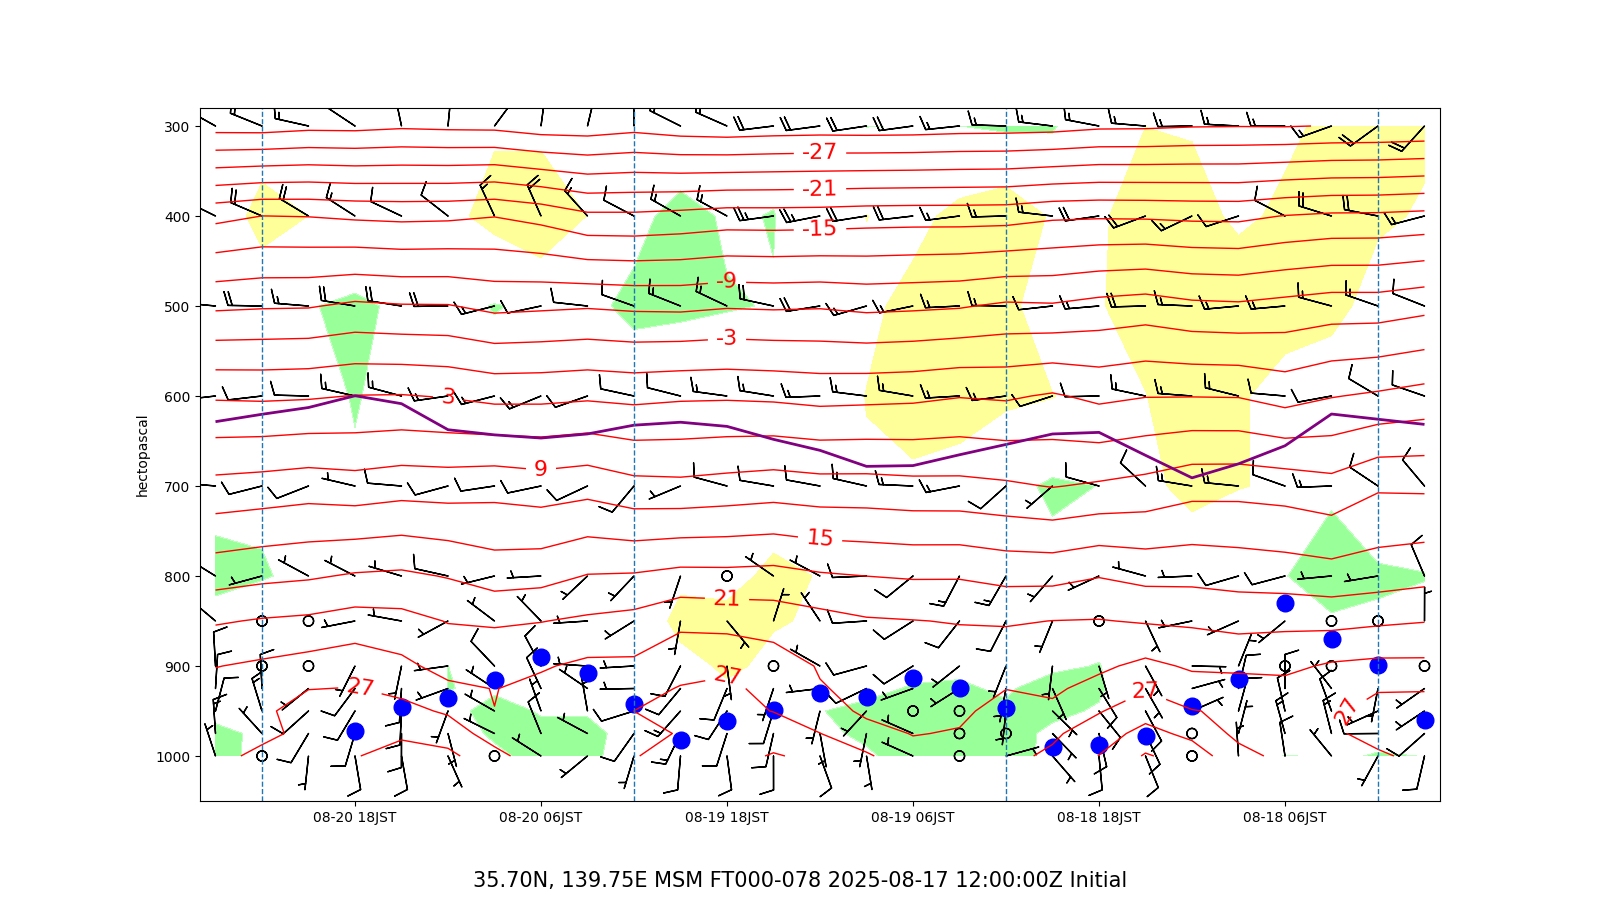 300
400
500
600
700
800
900
1000
hectopascal
-27
-21
-15
-9
-3
3
9
15
21
27
27
27
27
08-20 18JST
08-20 06JST
08-19 18JST
08-19 06JST
08-18 18JST
08-18 06JST
35.70N, 139.75E MSM FT000-078 2025-08-17 12:00:00Z Initial